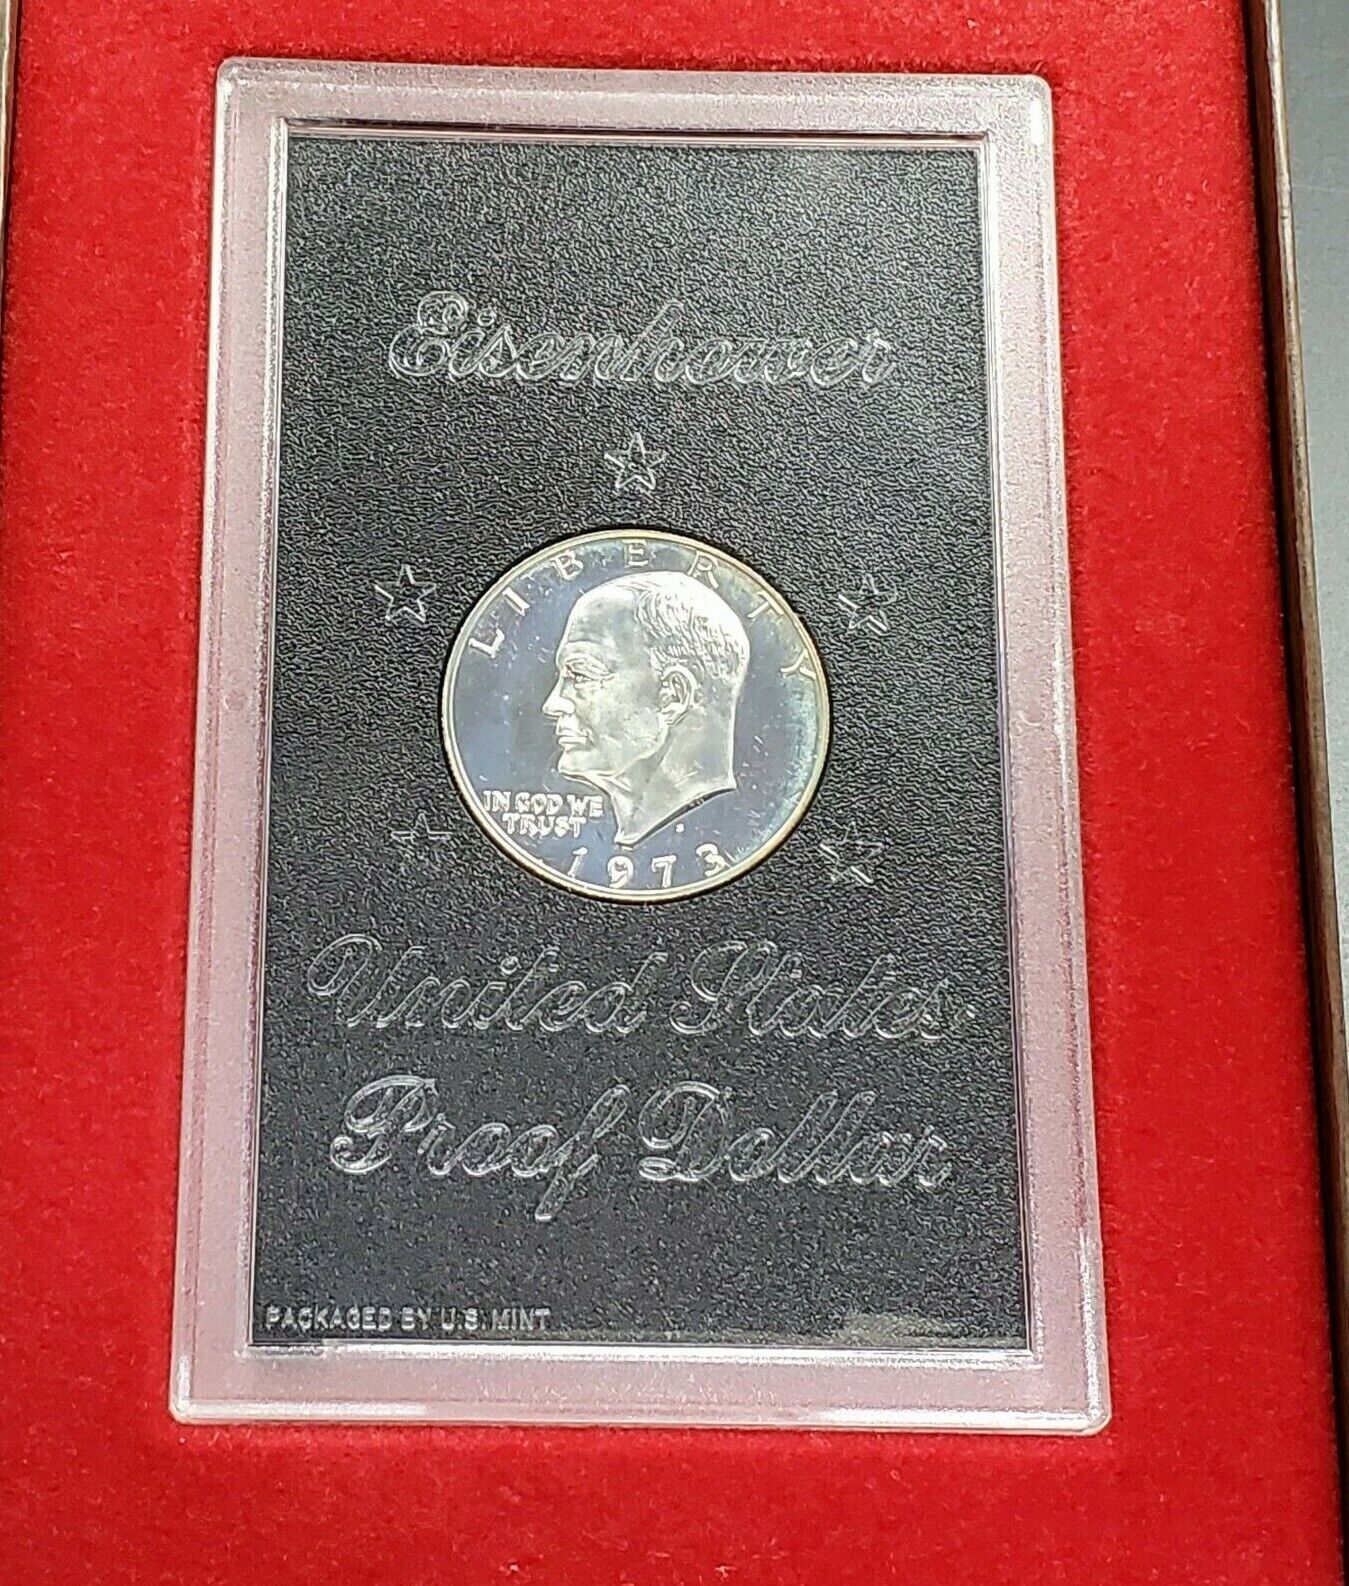 Eisenhower
LIBERTY
IN GOD WE
TRUST
S
1973
United States
Proof Dollar
PACKAGED BY U.S. MINT